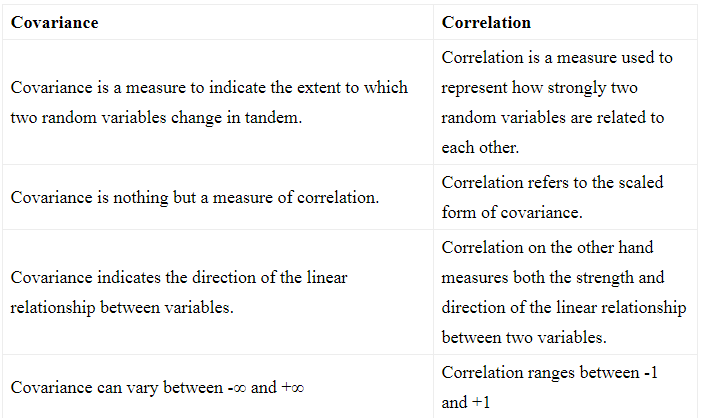 Covariance
Correlation
Covariance is a measure to indicate the extent to which
two random variables change in tandem.
Correlation is a measure used to
represent how strongly two
random variables are related to
each other.
Covariance is nothing but a measure of correlation.
Correlation refers to the scaled
form of covariance.
Covariance indicates the direction of the linear
relationship between variables.
Correlation on the other hand
measures both the strength and
direction of the linear relationship
between two variables.
Covariance can vary between -∞ and +∞
Correlation ranges between -1
and +1